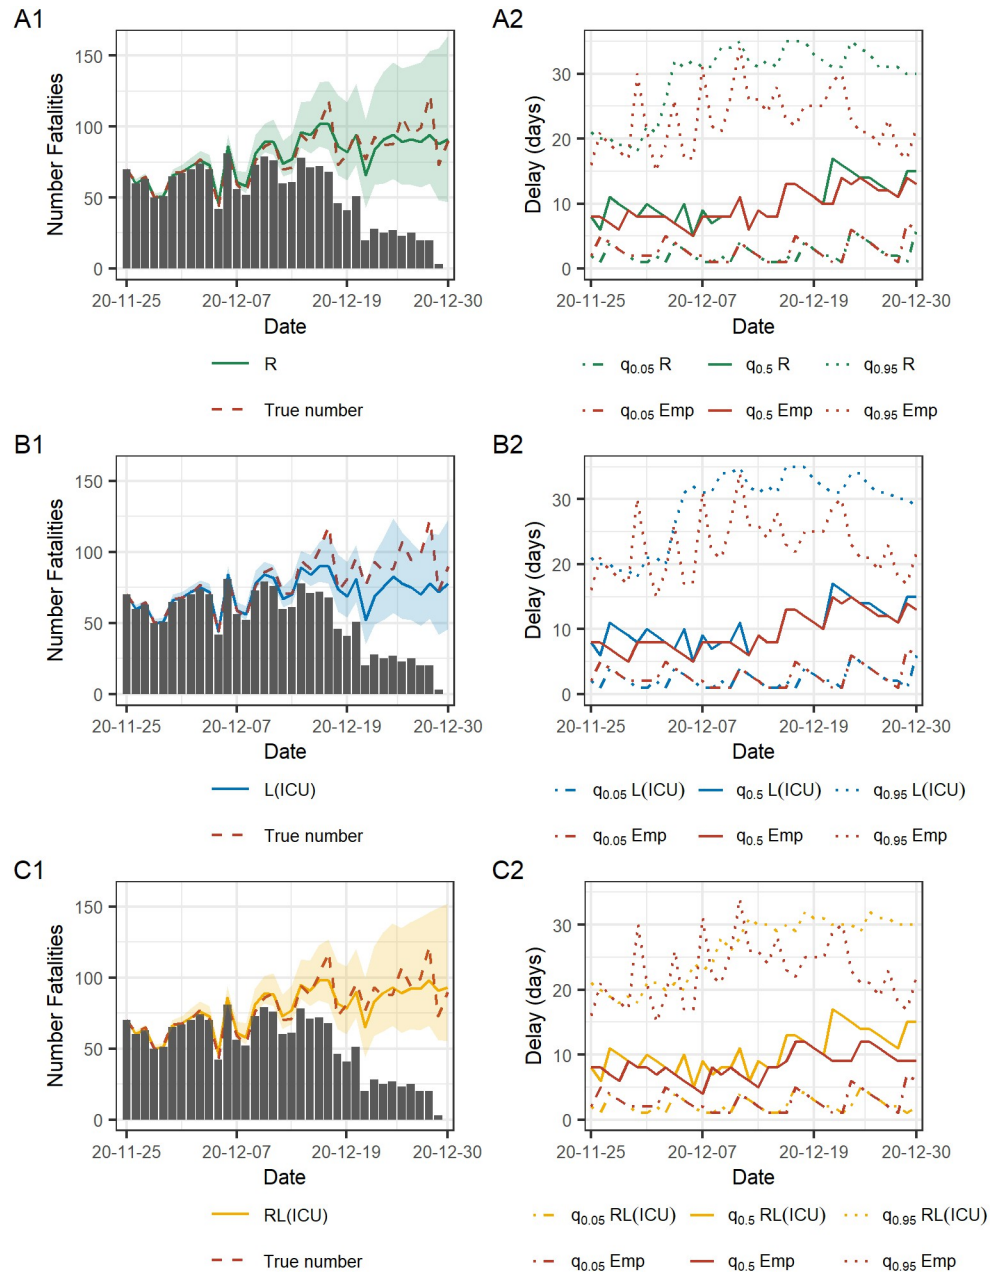 A1
A2
Number Fatalities
150
100
50
0
20-11-25 20-12-07 20-12-19 20-12-30
Date
R
True number
Delay (days)
30
20
10
0
20-11-25 20-12-07 20-12-19 20-12-30
Date
q0.05 R q0.5 R q0.95 R
q0.05 Emp q0.5 Emp q0.95 Emp
B1
B2
Number Fatalities
150
100
50
0
20-11-25 20-12-07 20-12-19 20-12-30
Date
L(ICU)
True number
Delay (days)
30
20
10
0
20-11-25 20-12-07 20-12-19 20-12-30
Date
q0.05 L(ICU) q0.5 L(ICU) q0.95 L(ICU)
q0.05 Emp q0.5 Emp q0.95 Emp
C1
C2
Number Fatalities
150
100
50
0
20-11-25 20-12-07 20-12-19 20-12-30
Date
RL(ICU)
True number
Delay (days)
30
20
10
0
20-11-25 20-12-07 20-12-19 20-12-30
Date
q0.05 RL(ICU) q0.5 RL(ICU) q0.95 RL(ICU)
q0.05 Emp q0.5 Emp q0.95 Emp